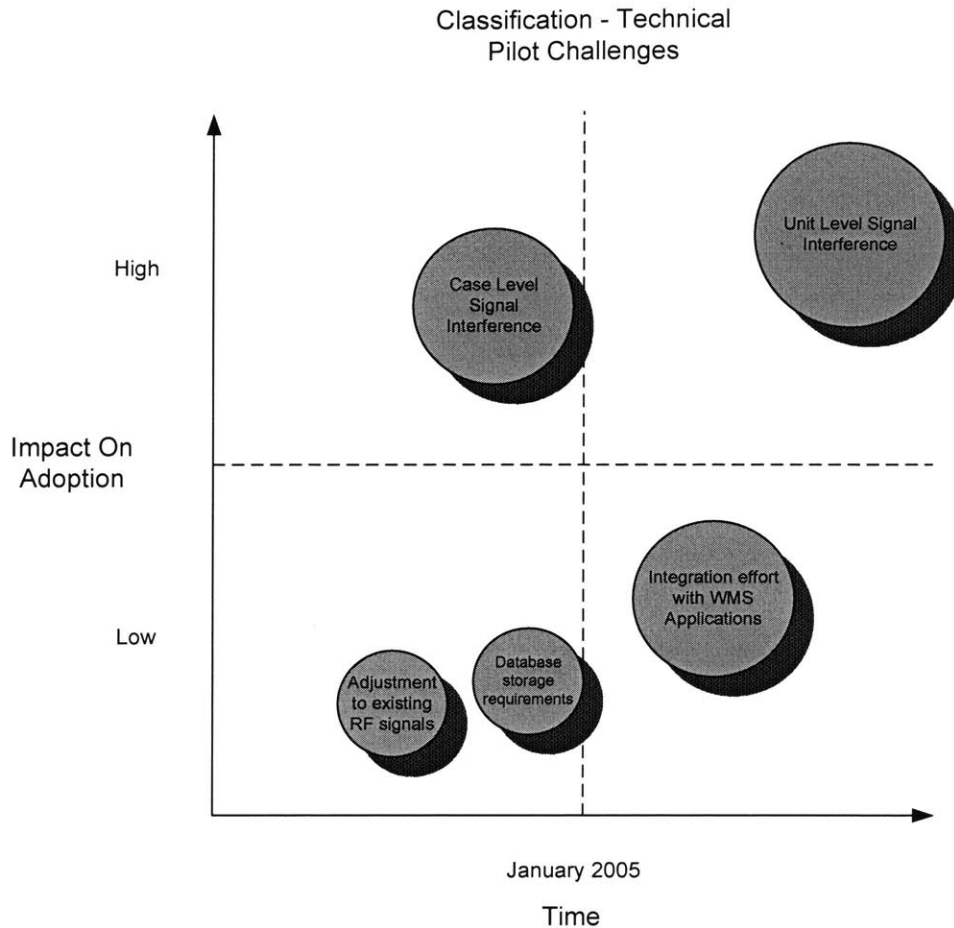 Classification - Technical
Pilot Challenges
High
Case Level
Signal
Interference
Unit Level Signal
Interference
Impact On
Adoption
Low
Integration effort
with WMS
Applications
Database
storage
requirements
Adjustment
to existing
RF signals
January 2005
Time